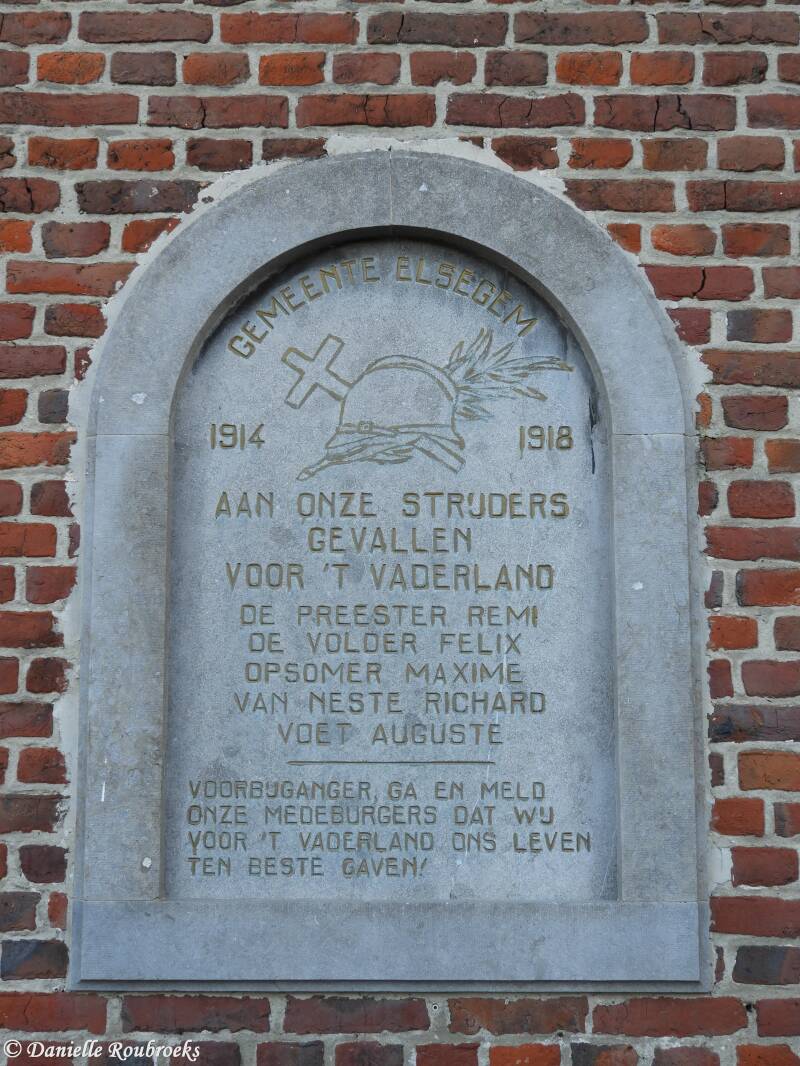 GEMEENTE ELSEGEM
1914 1918
AAN ONZE STRIJDERS
GEVALLEN
VOOR 'T VADERLAND
DE PREESTER REMI
DE VOLDER FELIX
OPSOMER MAXIME
VAN NESTE RICHARD
VOET AUGUSTE
VOORBIJGANGER, GA EN MELD
ONZE MEDEBURGERS DAT WIJ
VOOR 'T VADERLAND ONS LEVEN
TEN BESTE GAVEN!
© Danielle Roubroeks